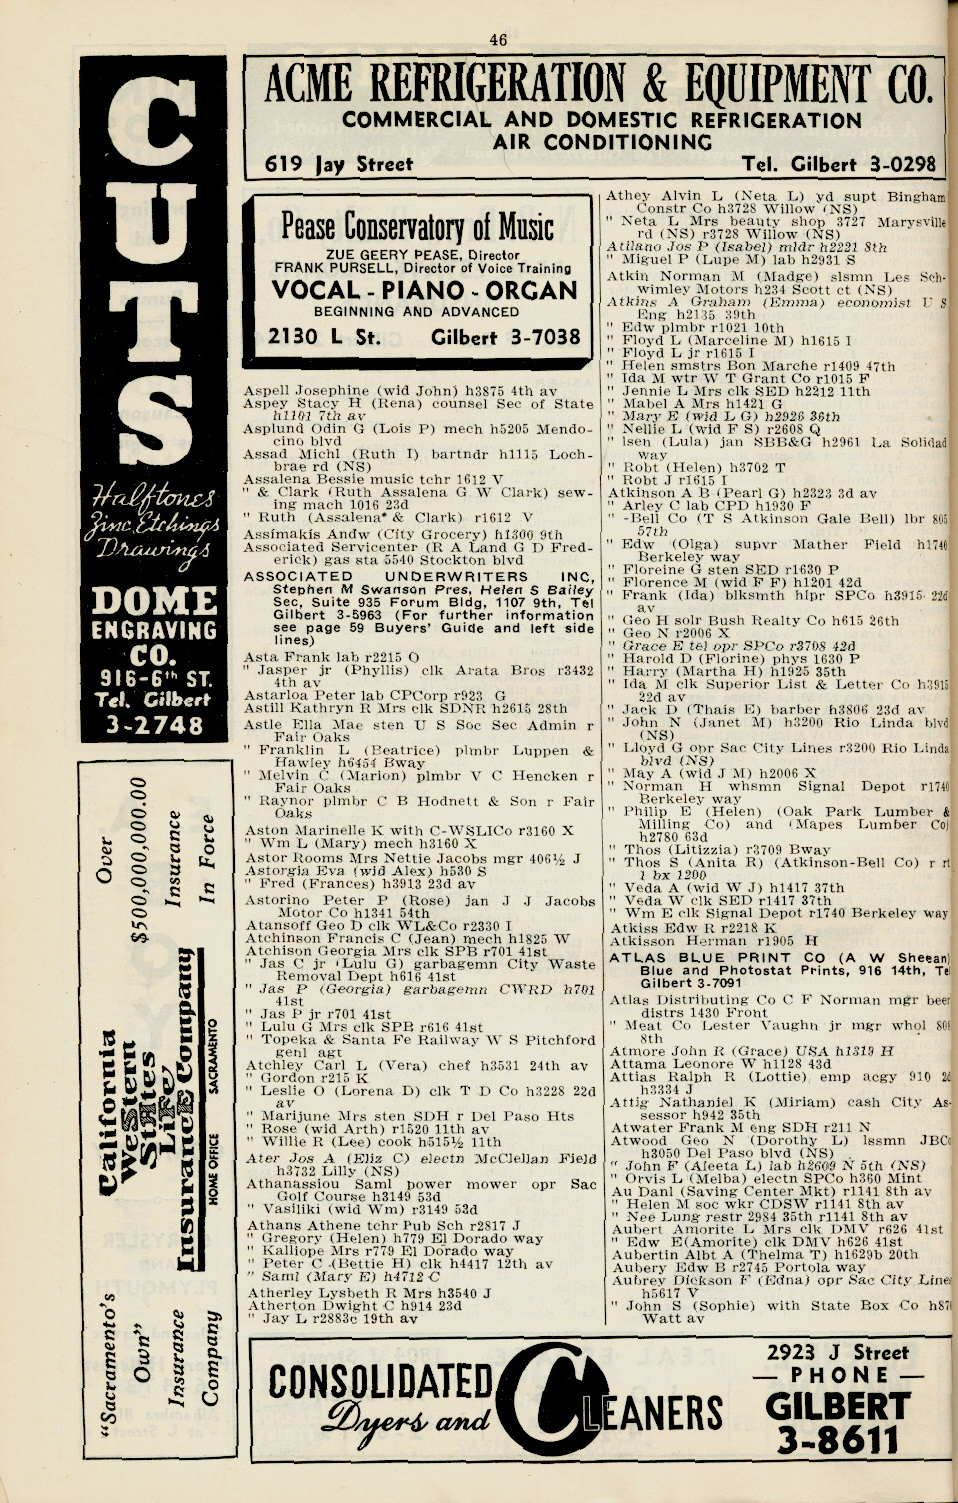 46
CUTS
Halftones
Zinc Etchings
Drawings
DOME
ENGRAVING
CO.
916-6th ST.
Tel. Gilbert
3-2748
Over
$500,000,000.00
Insurance
In Force
California
Western
States
Life
Insurance Company
HOME OFFICE SACRAMENTO
"Sacramento's
Own"
Insurance
Company
ACME REFRIGERATION & EQUIPMENT CO.
COMMERCIAL AND DOMESTIC REFRIGERATION
AIR CONDITIONING
619 Jay Street Tel. Gilbert 3-0298
Pease Conservatory of Music
ZUE GEERY PEASE, Director
FRANK PURSELL, Director of Voice Training
VOCAL - PIANO - ORGAN
BEGINNING AND ADVANCED
2130 L St. Gilbert 3-7038
Aspell Josephine (wid John) h3875 4th av
Aspey Stacy H (Rena) counsel Sec of State
h1101 7th av
Asplund Odin G (Lois P) mech h5205 Mendo-
cino blvd
Assad Michl (Ruth I) bartndr h1115 Loch-
brae rd (NS)
Assalena Bessie music tchr 1612 V
" & Clark (Ruth Assalena G W Clark) sew-
ing mach 1016 23d
" Ruth (Assalena & Clark) r1612 V
Assimakis Andw (City Grocery) h1300 9th
Associated Servicenter (R A Land G D Fred-
erick) gas sta 5540 Stockton blvd
ASSOCIATED UNDERWRITERS INC,
Stephen M Swanson Pres, Helen S Bailey
Sec, Suite 935 Forum Bldg, 1107 9th, Tel
Gilbert 3-5963 (For further information
see page 59 Buyers' Guide and left side
lines)
Asta Frank lab r2215 O
" Jasper jr (Phyllis) clk Arata Bros r3432
4th av
Astarloa Peter lab CPCorp r923 G
Astill Kathryn R Mrs clk SDNR h2615 28th
Astle Ella Mae sten U S Soc Sec Admin r
Fair Oaks
" Franklin L (Beatrice) plmbr Luppen &
Hawley h6454 Bway
" Melvin C (Marion) plmbr V C Hencken r
Fair Oaks
" Raynor plmbr C B Hodnett & Son r Fair
Oaks
Aston Marinelle K with C-WSLICo r3160 X
" Wm L (Mary) mech h3160 X
Astor Rooms Mrs Nettie Jacobs mgr 406½ J
Astorgia Eva (wid Alex) h530 S
" Fred (Frances) h3913 23d av
Astorino Peter P (Rose) jan J J Jacobs
Motor Co h1341 54th
Atansoff Geo D clk WL&Co r2330 I
Atchinson Francis C (Jean) mech h1825 W
Atchison Georgia Mrs clk SPB r701 41st
" Jas C jr (Lulu G) garbagemn City Waste
Removal Dept h616 41st
" Jas P (Georgia) garbagemn CWRD h701
41st
" Jas P jr r701 41st
" Lulu G Mrs clk SPB r616 41st
" Topeka & Santa Fe Railway W S Pitchford
genl agt
Atchley Carl L (Vera) chef h3531 24th av
" Gordon r215 K
" Leslie O (Lorena D) clk T D Co h3228 22d
av
" Marijune Mrs sten SDH r Del Paso Hts
" Rose (wid Arth) r1520 11th av
" Willie R (Lee) cook h515½ 11th
Ater Jos A (Eliz C) electn McClellan Field
h3732 Lilly (NS)
Athanassiou Saml power mower opr Sac
Golf Course h3149 53d
" Vasiliki (wid Wm) r3149 53d
Athans Athene tchr Pub Sch r2817 J
" Gregory (Helen) h779 El Dorado way
" Kalliope Mrs r779 El Dorado way
" Peter C (Bettie H) clk h4417 12th av
" Saml (Mary E) h4712 C
Atherley Lysbeth R Mrs h3540 J
Atherton Dwight C h914 23d
" Jay L r2883c 19th av
Athey Alvin L (Neta L) yd supt Bingham
Constr Co h3728 Willow (NS)
" Neta L Mrs beauty shop 3727 Marysville
rd (NS) r3728 Willow (NS)
Atilano Jos P (Isabel) mldr h2221 8th
" Miguel P (Lupe M) lab h2931 S
Atkin Norman M (Madge) slsmn Les Sch-
wimley Motors h234 Scott ct (NS)
Atkins A Graham (Emma) economist U S
Eng h2135 39th
" Edw plmbr r1021 10th
" Floyd L (Marceline M) h1615 I
" Floyd L jr r1615 I
" Helen smstrs Bon Marche r1409 47th
" Ida M wtr W T Grant Co r1015 F
" Jennie L Mrs clk SED h2212 11th
" Mabel A Mrs h1421 G
" Mary E (wid L G) h2926 36th
" Nellie L (wid F S) r2608 Q
" Isen (Lula) jan SBB&G h2961 La Solidad
way
" Robt (Helen) h3702 T
" Robt J r1615 I
Atkinson A B (Pearl G) h2323 3d av
" Arley C lab CPD h1930 F
" -Bell Co (T S Atkinson Gale Bell) lbr 805
57th
" Edw (Olga) supvr Mather Field h1740
Berkeley way
" Floreine G sten SED r1630 P
" Florence M (wid F F) h1201 42d
" Frank (Ida) blksmth hlpr SPCo h3915 22d
av
" Geo H solr Bush Realty Co h615 26th
" Geo N r2006 X
" Grace E tel opr SPCo r3708 42d
" Harold D (Florine) phys 1630 P
" Harry (Martha H) h1925 35th
" Ida M clk Superior List & Letter Co h3915
22d av
" Jack D (Thais E) barber h3806 23d av
" John N (Janet M) h3200 Rio Linda blvd
(NS)
" Lloyd G opr Sac City Lines r3200 Rio Linda
blvd (NS)
" May A (wid J M) h2006 X
" Norman H whsmn Signal Depot r1740
Berkeley way
" Philip E (Helen) (Oak Park Lumber &
Milling Co) and (Mapes Lumber Co)
h2780 63d
" Thos (Litizzia) r3709 Bway
" Thos S (Anita R) (Atkinson-Bell Co) r rt
1 bx 1200
" Veda A (wid W J) h1417 37th
" Veda W clk SED r1417 37th
" Wm E clk Signal Depot r1740 Berkeley way
Atkiss Edw R r2218 K
Atkisson Herman r1905 H
ATLAS BLUE PRINT CO (A W Sheean)
Blue and Photostat Prints, 916 14th, Te
Gilbert 3-7091
Atlas Distributing Co C F Norman mgr beer
distrs 1430 Front
" Meat Co Lester Vaughn jr mgr whol 808
8th
Atmore John R (Grace) USA h1319 H
Attama Leonore W h1128 43d
Attias Ralph R (Lottie) emp acgy 910 2d
h3334 J
Attig Nathaniel K (Miriam) cash City As-
sessor h942 35th
Atwater Frank M eng SDH r211 N
Atwood Geo N (Dorothy L) lssmn JBCo
h3050 Del Paso blvd (NS)
" John F (Aleeta L) lab h2609 N 5th (NS)
" Orvis L (Melba) electn SPCo h360 Mint
Au Danl (Saving Center Mkt) r1141 8th av
" Helen M soc wkr CDSW r1141 8th av
" Nee Lung restr 2984 35th r1141 8th av
Aubert Amorite L Mrs clk DMV r626 41st
" Edw E(Amorite) clk DMV h626 41st
Aubertin Albt A (Thelma T) h1629b 20th
Aubery Edw B r2745 Portola way
Aubrey Dickson F (Edna) opr Sac City Lines
h5617 V
" John S (Sophie) with State Box Co h87
Watt av
CONSOLIDATED
Dyers and CLEANERS
2923 J Street
— PHONE —
GILBERT
3-8611